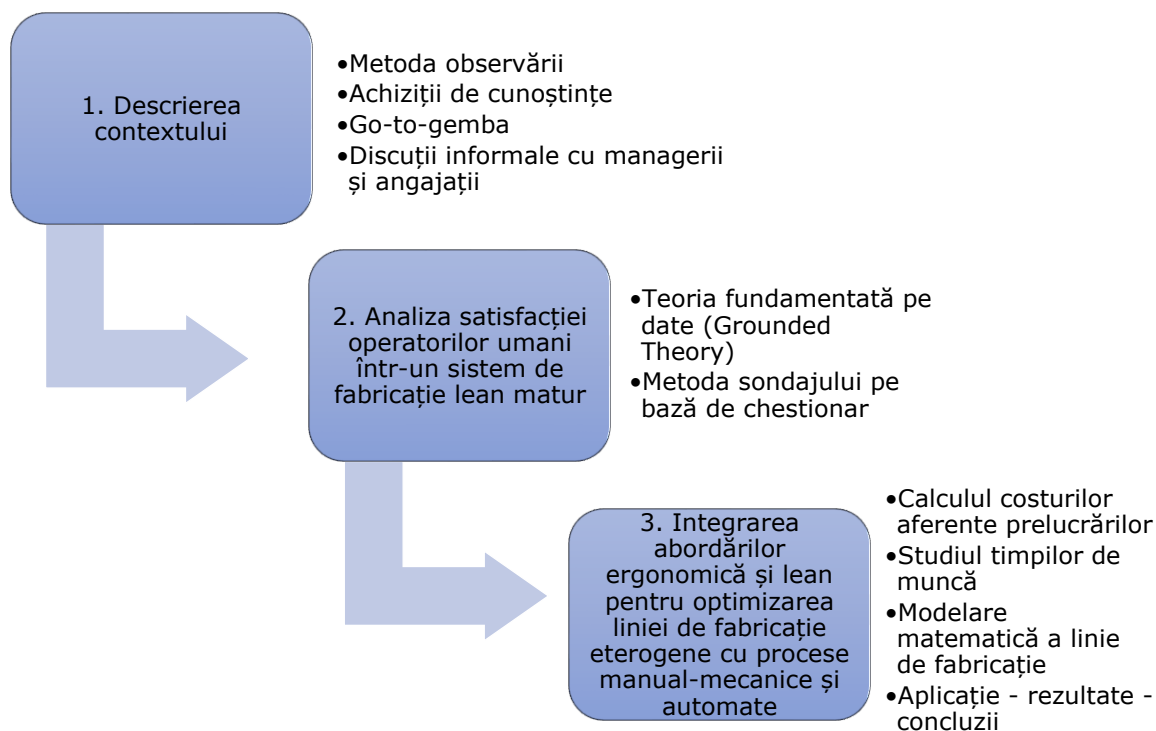 1. Descrierea
contextului
•Metoda observării
•Achiziții de cunoștințe
•Go-to-gemba
•Discuții informale cu managerii
și angajații
2. Analiza satisfacției
operatorilor umani
într-un sistem de
fabricație lean matur
•Teoria fundamentată pe
date (Grounded
Theory)
•Metoda sondajului pe
bază de chestionar
3. Integrarea
abordărilor
ergonomică și lean
pentru optimizarea
liniei de fabricație
eterogene cu procese
manual-mecanice și
automate
•Calculul costurilor
aferente prelucrărilor
•Studiul timpilor de
muncă
•Modelare
matematică a linie
de fabricație
•Aplicație - rezultate -
concluzii